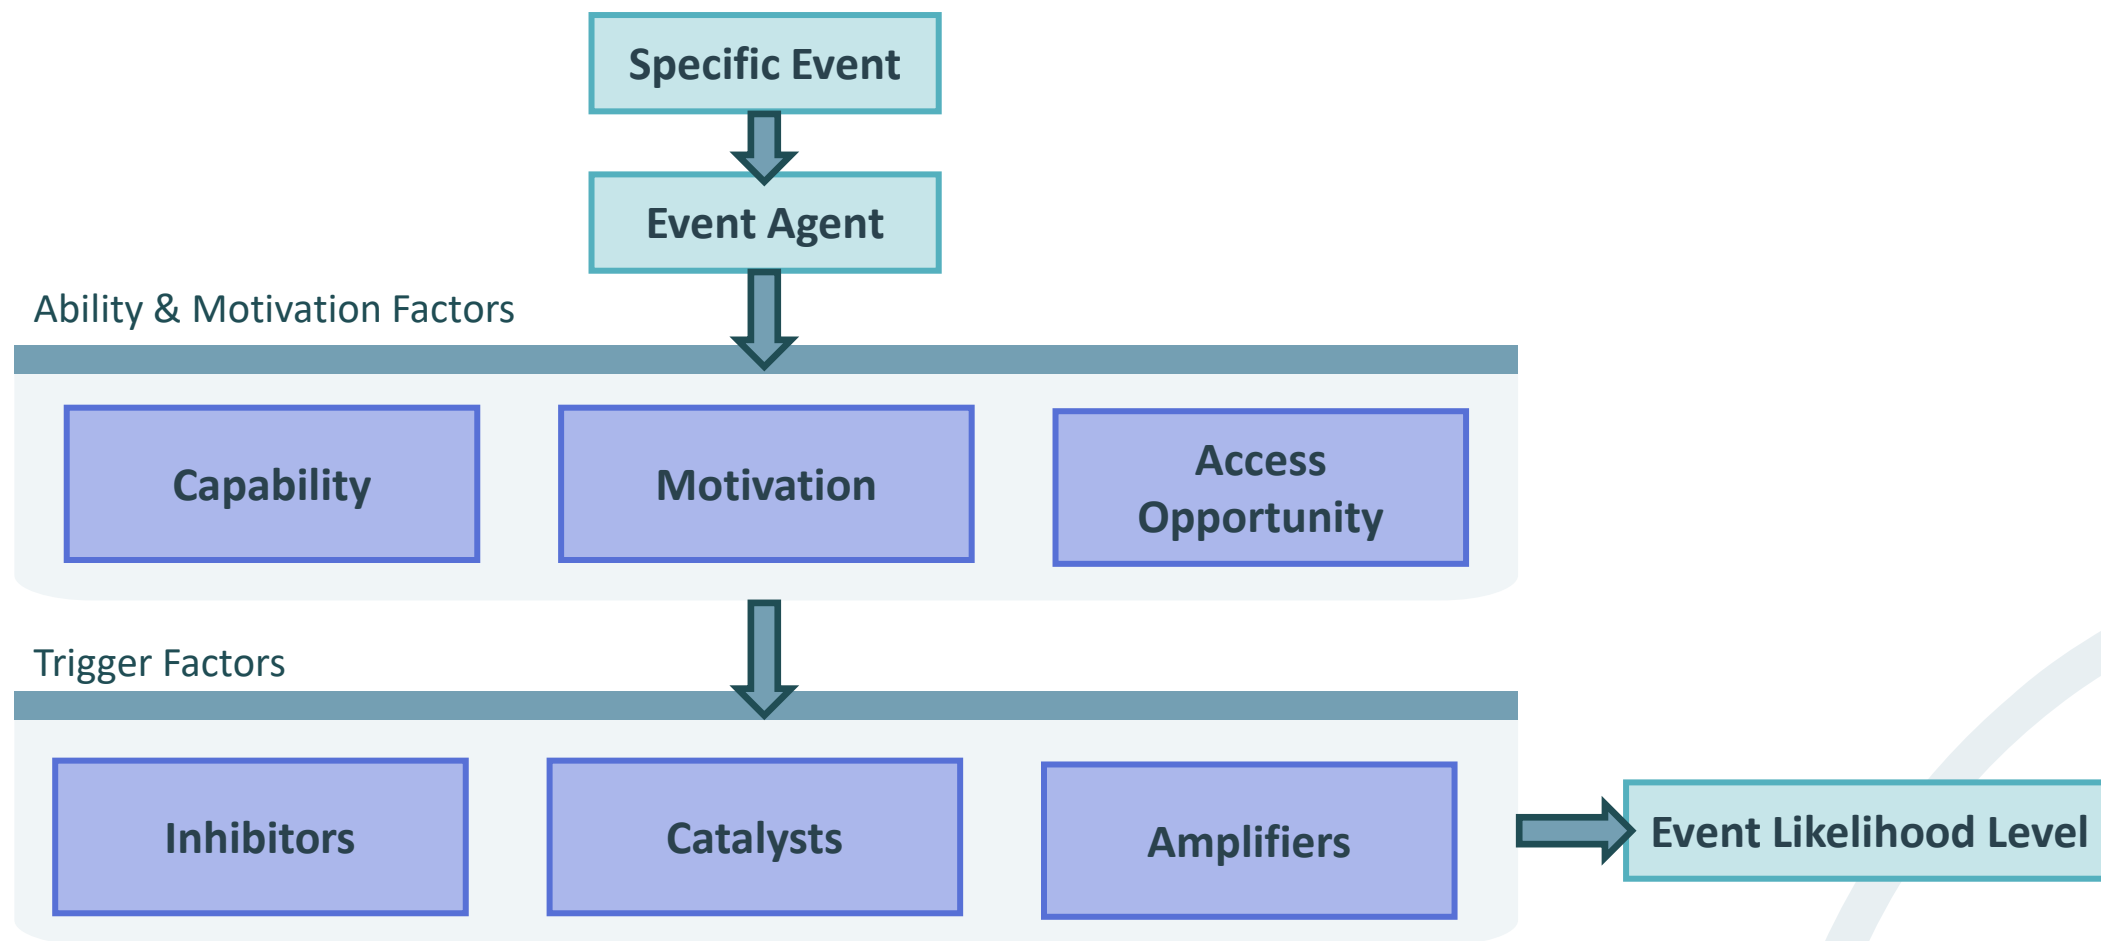 Specific Event
Event Agent
Ability & Motivation Factors
Capability
Motivation
Access
Opportunity
Trigger Factors
Inhibitors
Catalysts
Amplifiers
Event Likelihood Level